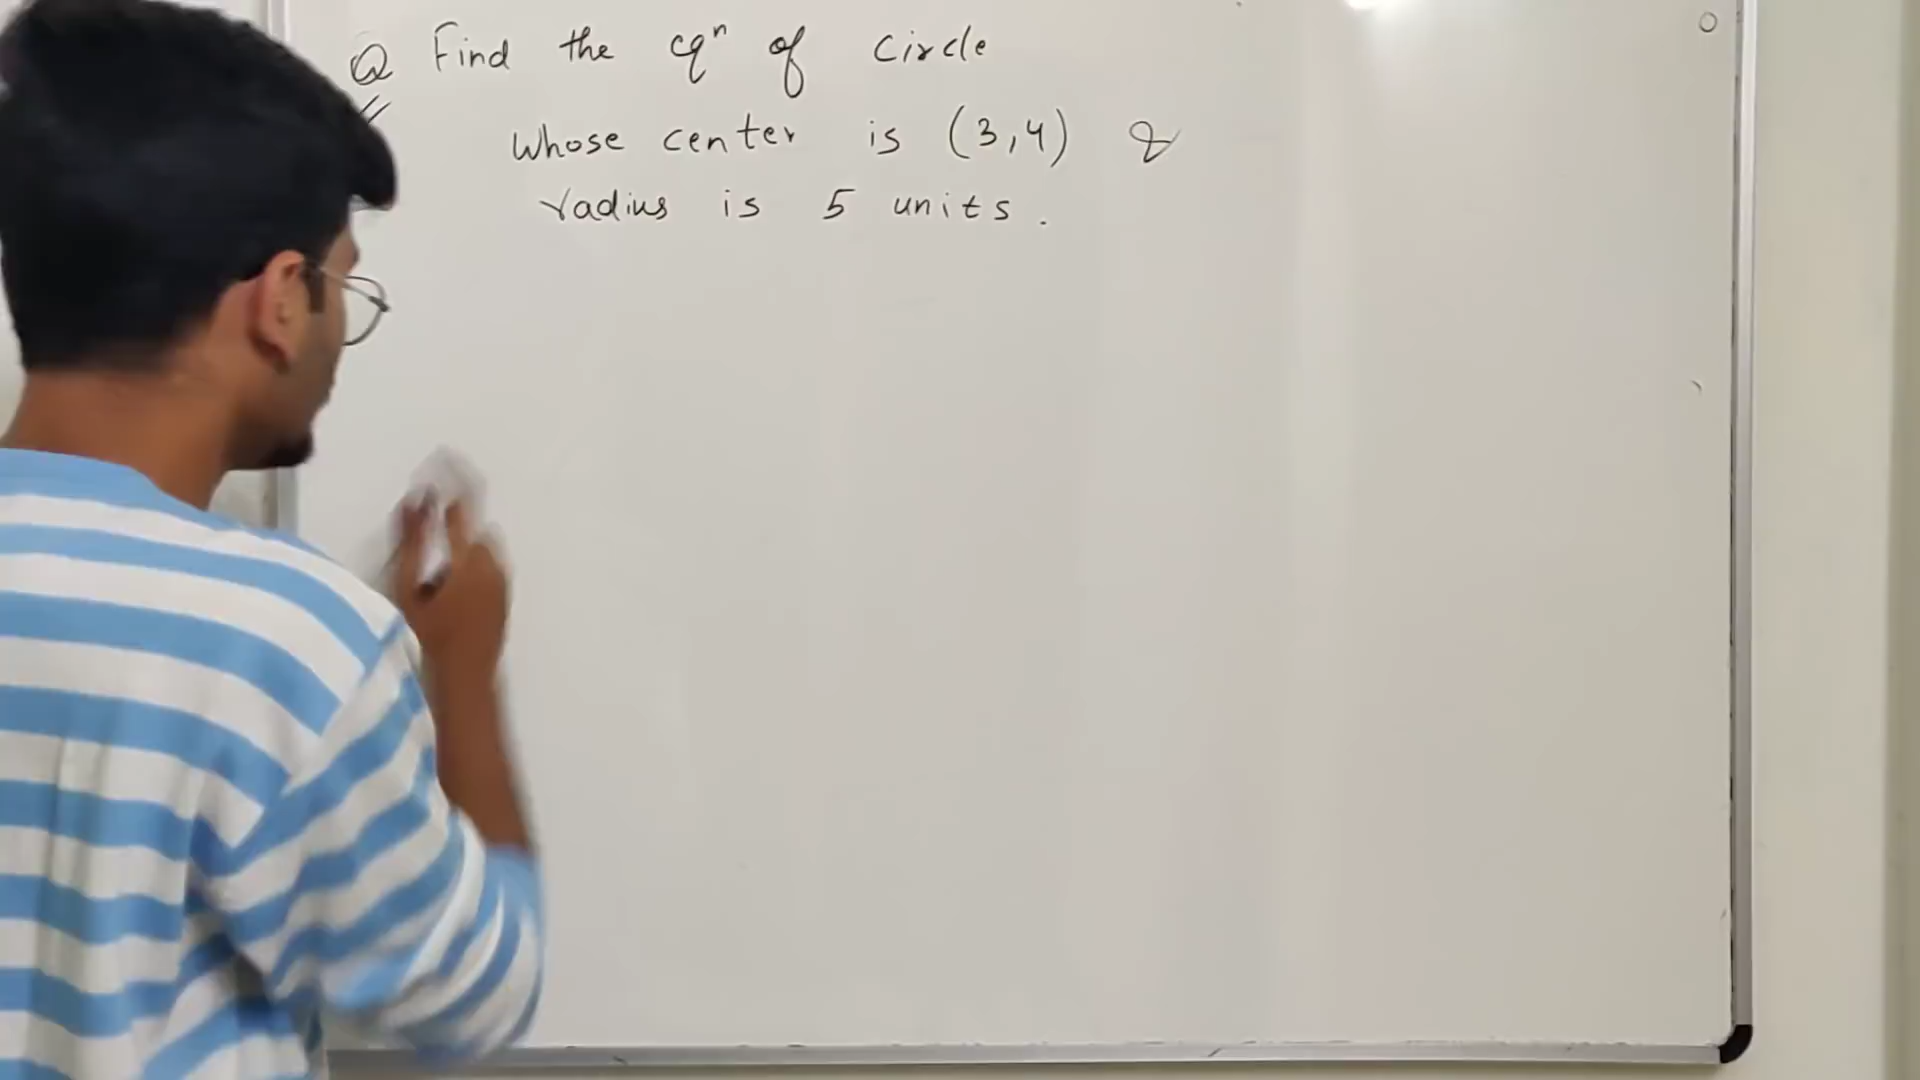 Q Find the eqⁿ of Circle
Whose center is (3,4) &
radius is 5 units.